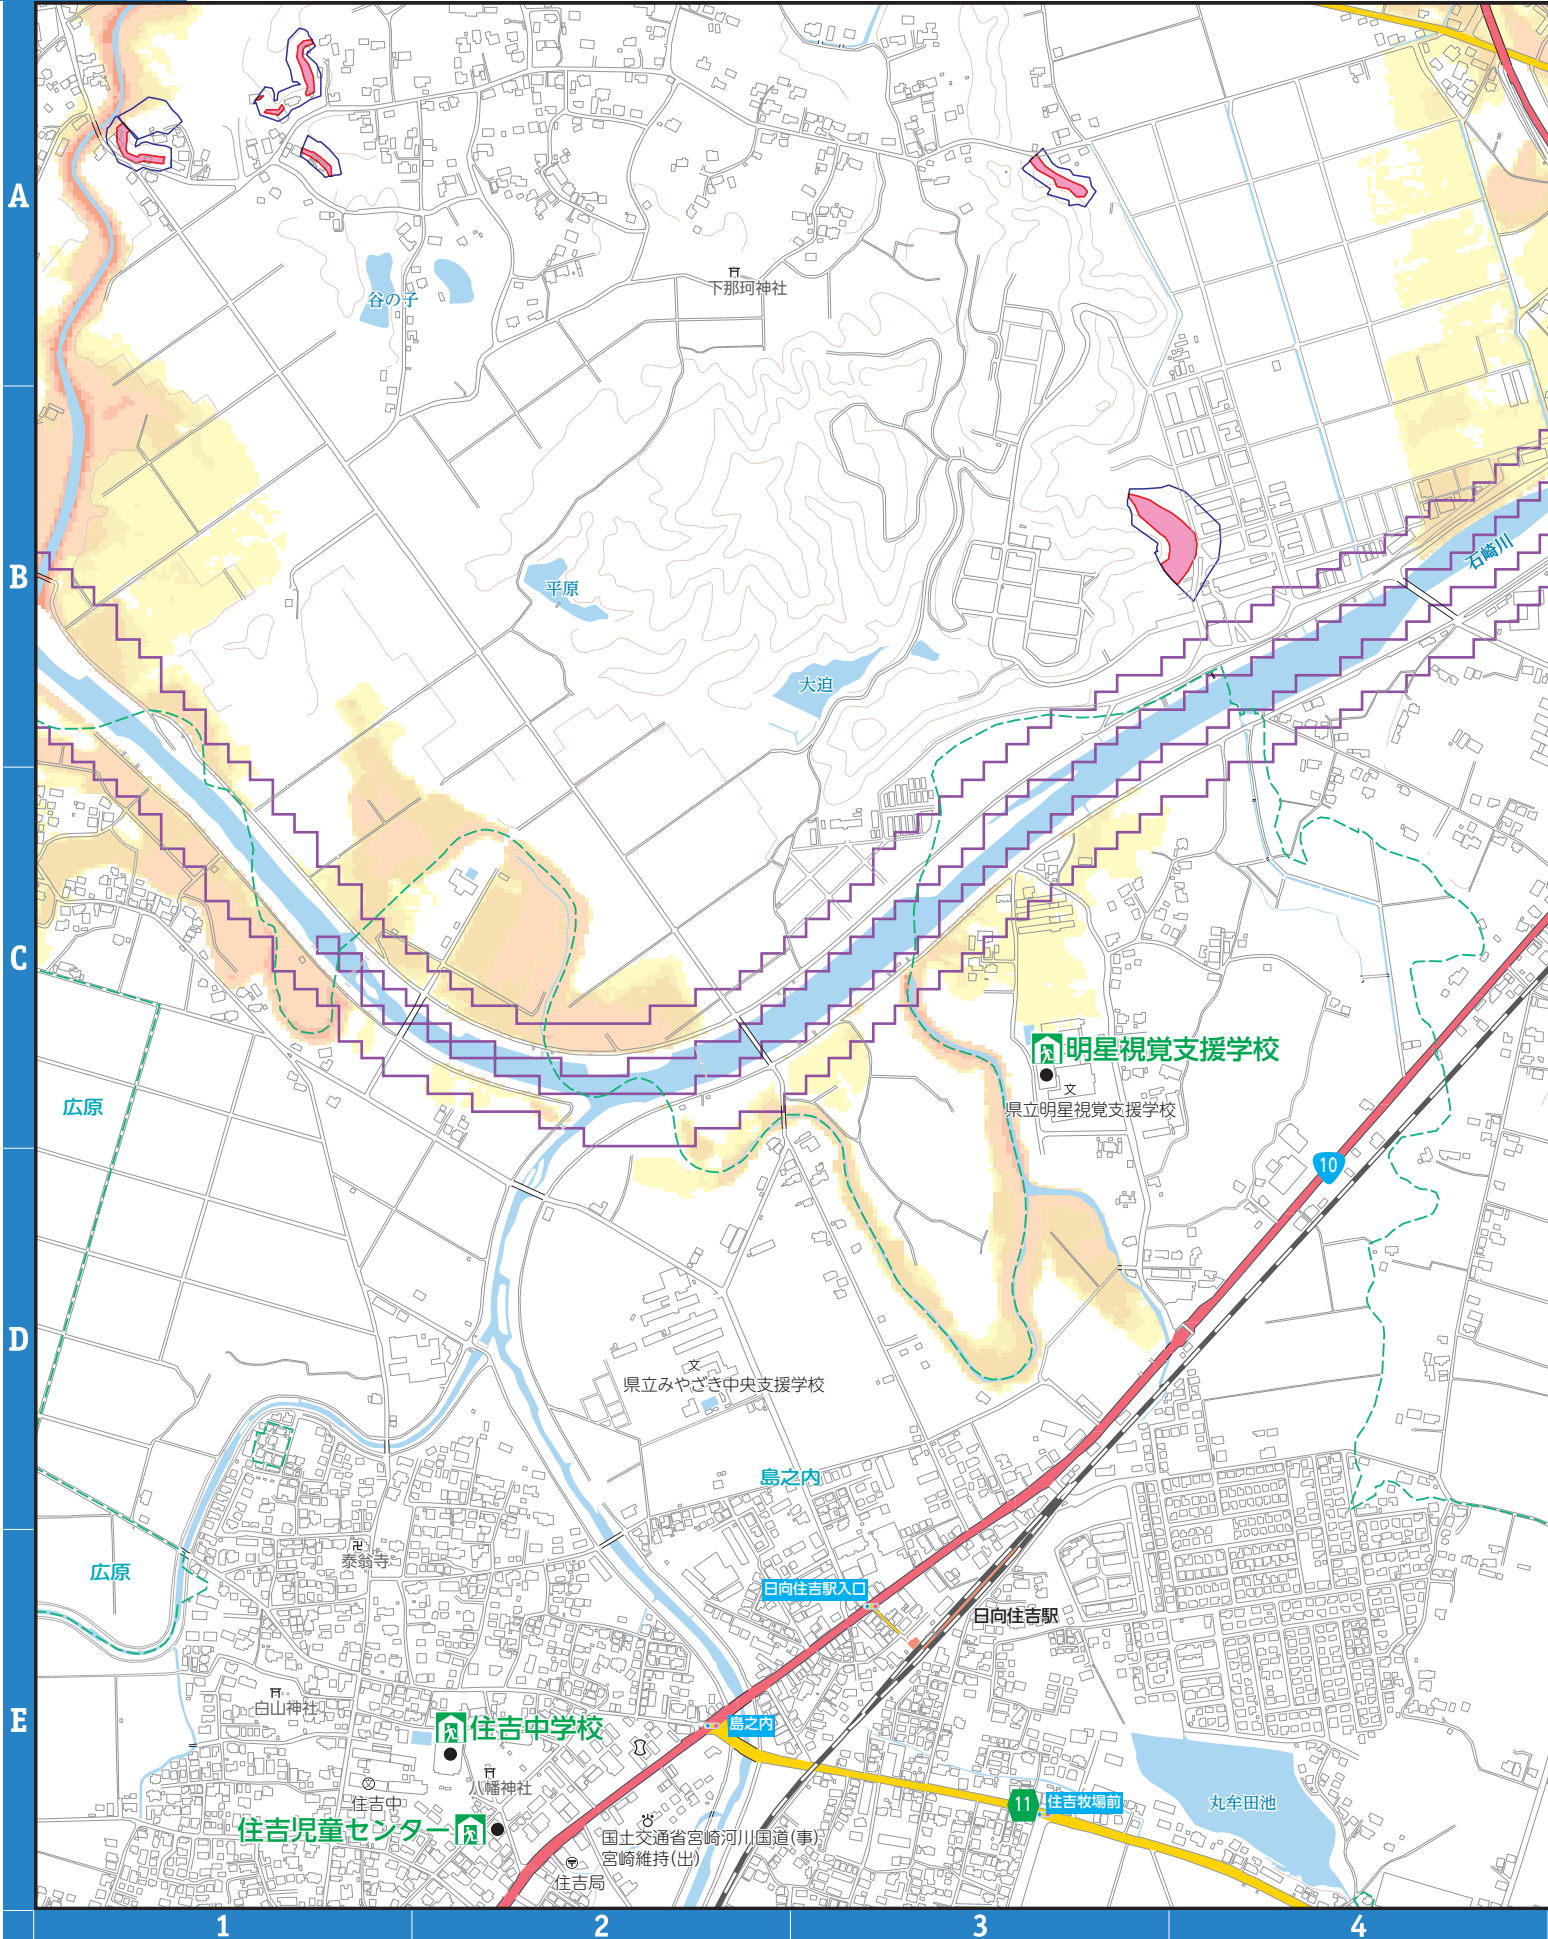 A
谷の子
下那珂神社
B
石崎川
平原
大迫
C
明星視覚支援学校
文
県立明星視覚支援学校
広原
10
D
文
県立みやざき中央支援学校
島之内
泰翁寺
広原
日向住吉駅入口
日向住吉駅
E
白山神社
住吉中学校
島之内
八幡神社
住吉中
11
住吉牧場前
丸牟田池
住吉児童センター
国土交通省宮崎河川国道(事)
宮崎維持(出)
住吉局
1
2
3
4